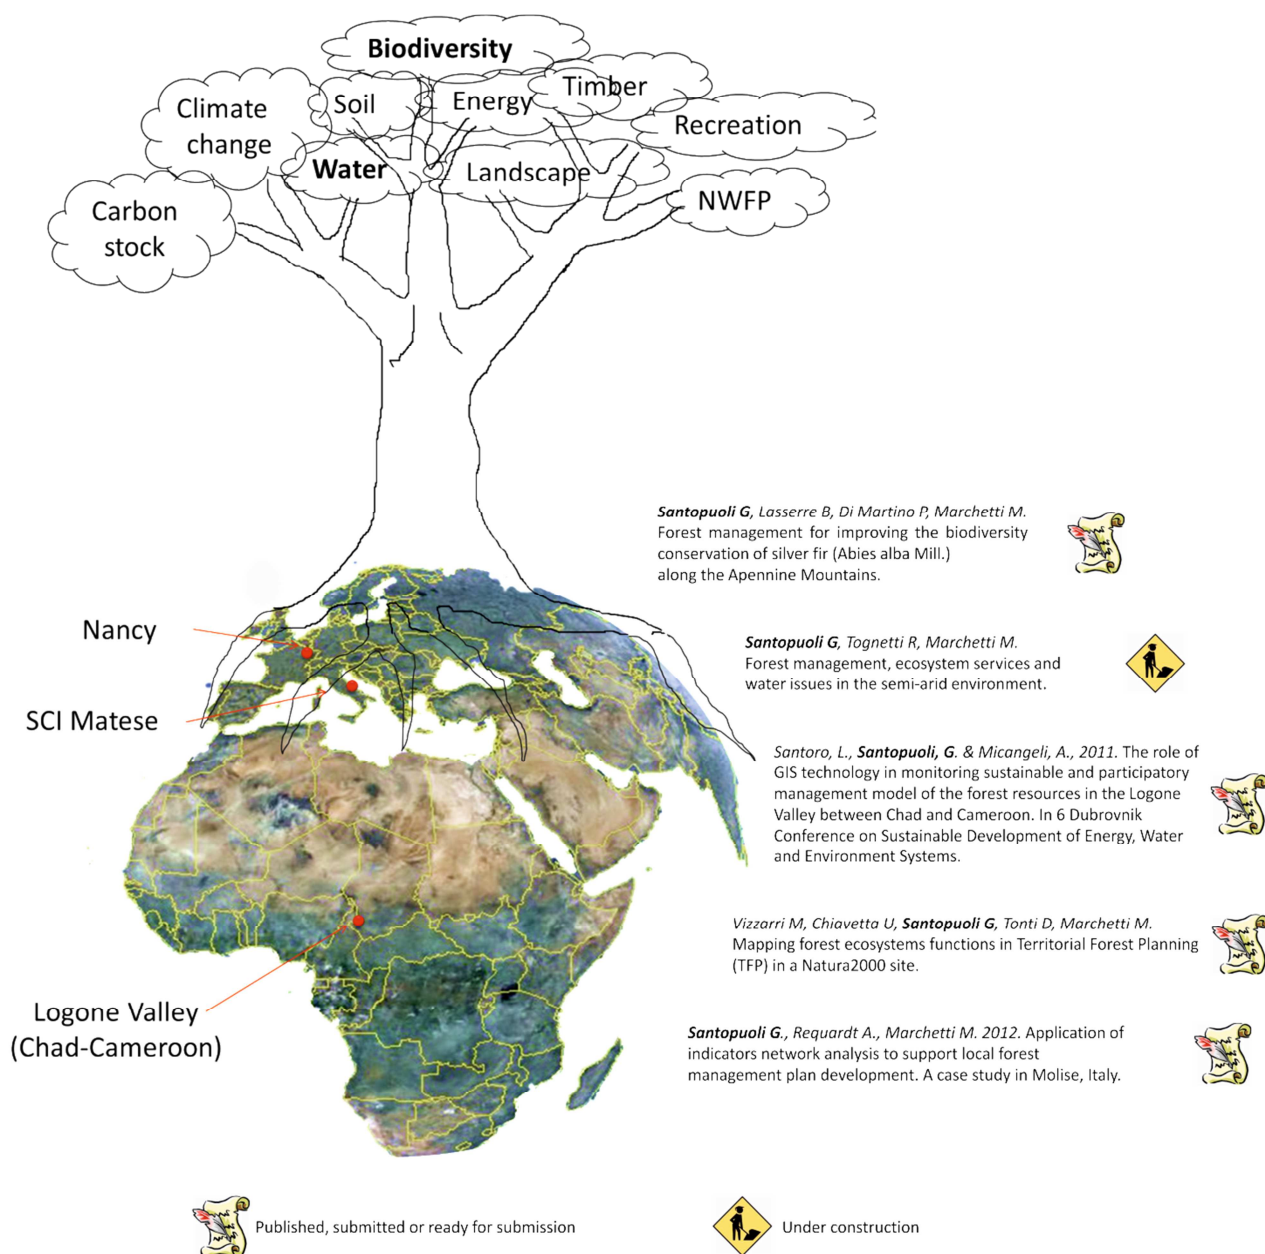 Biodiversity
Timber
Climate
change
Soil
Energy
Recreation
Water
Landscape
NWFP
Carbon
stock
Santopuoli G, Lasserre B, Di Martino P, Marchetti M.
Forest management for improving the biodiversity
conservation of silver fir (Abies alba Mill.)
along the Apennine Mountains.
Nancy
Santopuoli G, Tognetti R, Marchetti M.
Forest management, ecosystem services and
water issues in the semi-arid environment.
SCI Matese
Santoro, L., Santopuoli, G. & Micangeli, A., 2011. The role of
GIS technology in monitoring sustainable and participatory
management model of the forest resources in the Logone
Valley between Chad and Cameroon. In 6 Dubrovnik
Conference on Sustainable Development of Energy, Water
and Environment Systems.
Vizzarri M, Chiavetta U, Santopuoli G, Tonti D, Marchetti M.
Mapping forest ecosystems functions in Territorial Forest Planning
(TFP) in a Natura2000 site.
Logone Valley
(Chad-Cameroon)
Santopuoli G., Requardt A., Marchetti M. 2012. Application of
indicators network analysis to support local forest
management plan development. A case study in Molise, Italy.
Published, submitted or ready for submission
Under construction